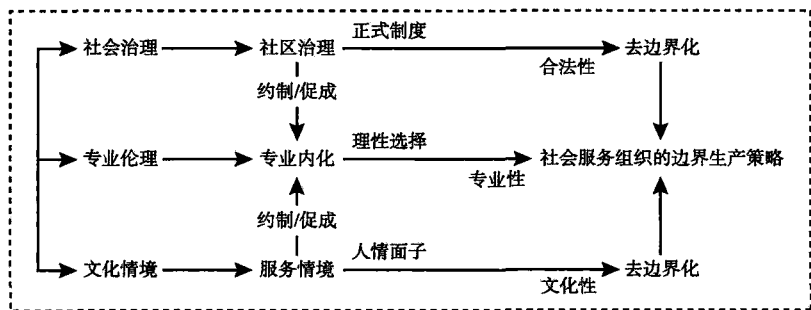 社会治理 社区治理 正式制度 合法性 去边界化
约制/促成
专业伦理 专业内化 理性选择 专业性 社会服务组织的边界生产策略
约制/促成
文化情境 服务情境 人情面子 文化性 去边界化